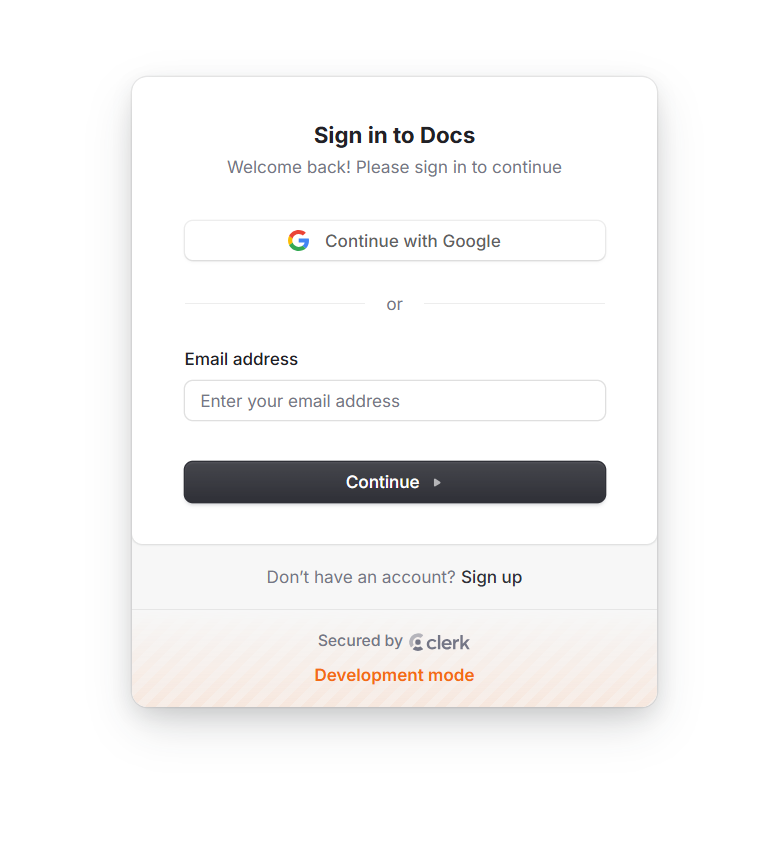 Sign in to Docs
Welcome back! Please sign in to continue
Continue with Google
or
Email address
Enter your email address
Continue
Don’t have an account? Sign up
Secured by clerk
Development mode